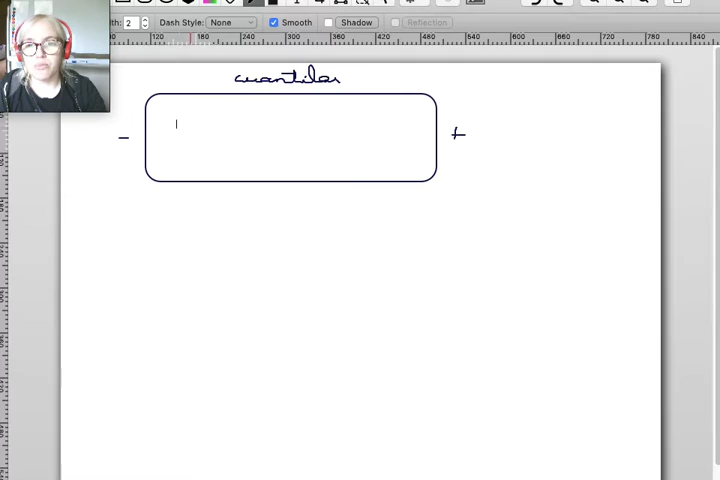 Width: 2 Dash Style: None Smooth Shadow Reflection
120 180 240 300 360 420 480 540 600 660 720 780 840
cuantiles
- +